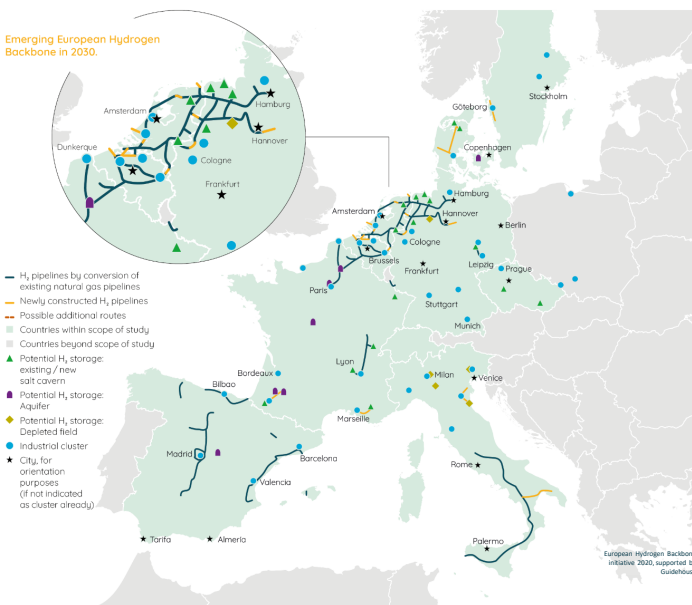 Emerging European Hydrogen
Backbone in 2030.
Amsterdam
Hamburg
Hannover
Dunkerque
Cologne
Frankfurt
H₂ pipelines by conversion of
existing natural gas pipelines
Newly constructed H₂ pipelines
Possible additional routes
Countries within scope of study
Countries beyond scope of study
Potential H₂ storage:
existing / new
salt cavern
Potential H₂ storage:
Aquifer
Potential H₂ storage:
Depleted field
Industrial cluster
City, for
orientation
purposes
(if not indicated
as cluster already)
Stockholm
Göteborg
Copenhagen
Hamburg
Amsterdam
Hannover
Berlin
Cologne
Brussels
Leipzig
Prague
Frankfurt
Paris
Stuttgart
Munich
Lyon
Milan
Venice
Bordeaux
Bilbao
Marseille
Madrid
Barcelona
Valencia
Rome
Palermo
Tarifa
Almería
European Hydrogen Backbon
initiative 2020, supported b
Guidehous